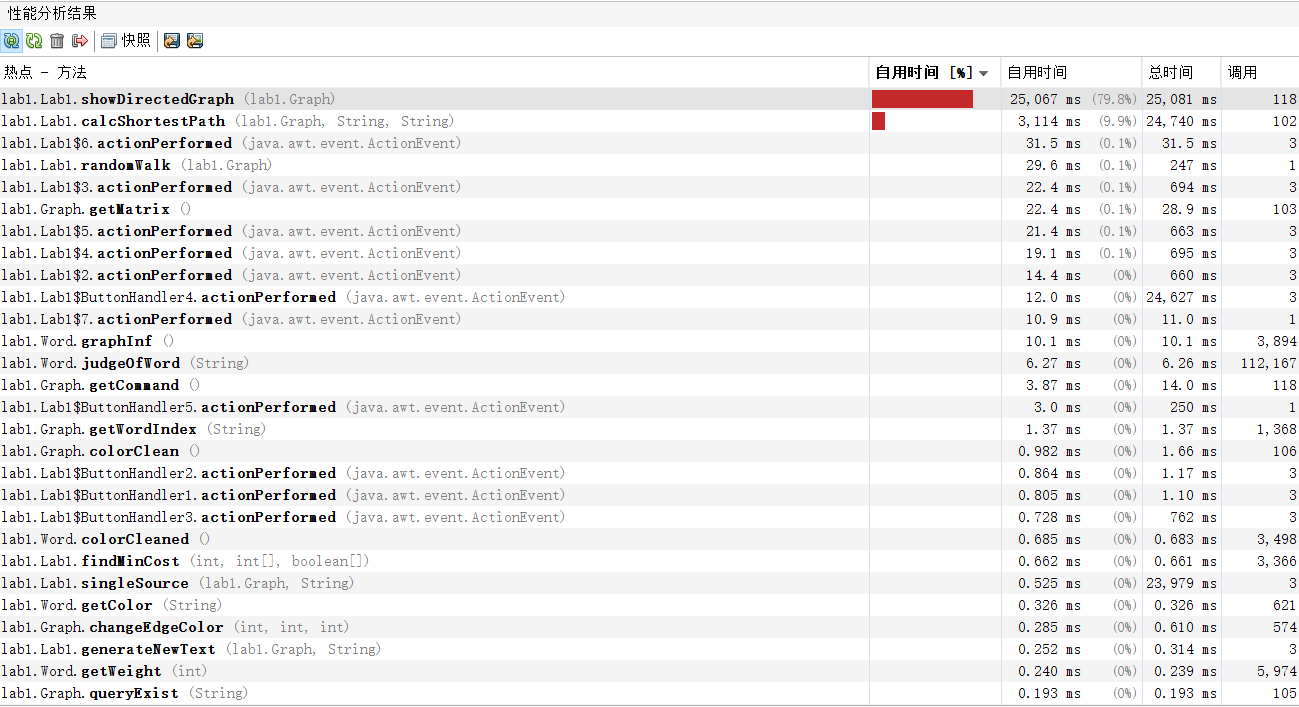 性能分析结果
快照
热点 - 方法 自用时间 [%] 自用时间 总时间 调用
lab1.Lab1.showDirectedGraph (lab1.Graph) 25,067 ms (79.8%) 25,081 ms 118
lab1.Lab1.calcShortestPath (lab1.Graph, String, String) 3,114 ms (9.9%) 24,740 ms 102
lab1.Lab1$6.actionPerformed (java.awt.event.ActionEvent) 31.5 ms (0.1%) 31.5 ms 3
lab1.Lab1.randomWalk (lab1.Graph) 29.6 ms (0.1%) 247 ms 1
lab1.Lab1$3.actionPerformed (java.awt.event.ActionEvent) 22.4 ms (0.1%) 694 ms 3
lab1.Graph.getMatrix () 22.4 ms (0.1%) 28.9 ms 103
lab1.Lab1$5.actionPerformed (java.awt.event.ActionEvent) 21.4 ms (0.1%) 663 ms 3
lab1.Lab1$4.actionPerformed (java.awt.event.ActionEvent) 19.1 ms (0.1%) 695 ms 3
lab1.Lab1$2.actionPerformed (java.awt.event.ActionEvent) 14.4 ms (0%) 660 ms 3
lab1.Lab1$ButtonHandler4.actionPerformed (java.awt.event.ActionEvent) 12.0 ms (0%) 24,627 ms 3
lab1.Lab1$7.actionPerformed (java.awt.event.ActionEvent) 10.9 ms (0%) 11.0 ms 1
lab1.Word.graphInf () 10.1 ms (0%) 10.1 ms 3,894
lab1.Word.judgeOfWord (String) 6.27 ms (0%) 6.26 ms 112,167
lab1.Graph.getCommand () 3.87 ms (0%) 14.0 ms 118
lab1.Lab1$ButtonHandler5.actionPerformed (java.awt.event.ActionEvent) 3.0 ms (0%) 250 ms 1
lab1.Graph.getWordIndex (String) 1.37 ms (0%) 1.37 ms 1,368
lab1.Graph.colorClean () 0.982 ms (0%) 1.66 ms 106
lab1.Lab1$ButtonHandler2.actionPerformed (java.awt.event.ActionEvent) 0.864 ms (0%) 1.17 ms 3
lab1.Lab1$ButtonHandler1.actionPerformed (java.awt.event.ActionEvent) 0.805 ms (0%) 1.10 ms 3
lab1.Lab1$ButtonHandler3.actionPerformed (java.awt.event.ActionEvent) 0.728 ms (0%) 762 ms 3
lab1.Word.colorCleaned () 0.685 ms (0%) 0.683 ms 3,498
lab1.Lab1.findMinCost (int, int[], boolean[]) 0.662 ms (0%) 0.661 ms 3,366
lab1.Lab1.singleSource (lab1.Graph, String) 0.525 ms (0%) 23,979 ms 3
lab1.Word.getColor (String) 0.326 ms (0%) 0.326 ms 621
lab1.Graph.changeEdgeColor (int, int, int) 0.285 ms (0%) 0.610 ms 574
lab1.Lab1.generateNewText (lab1.Graph, String) 0.252 ms (0%) 0.314 ms 3
lab1.Word.getWeight (int) 0.240 ms (0%) 0.239 ms 5,974
lab1.Graph.queryExist (String) 0.193 ms (0%) 0.193 ms 105